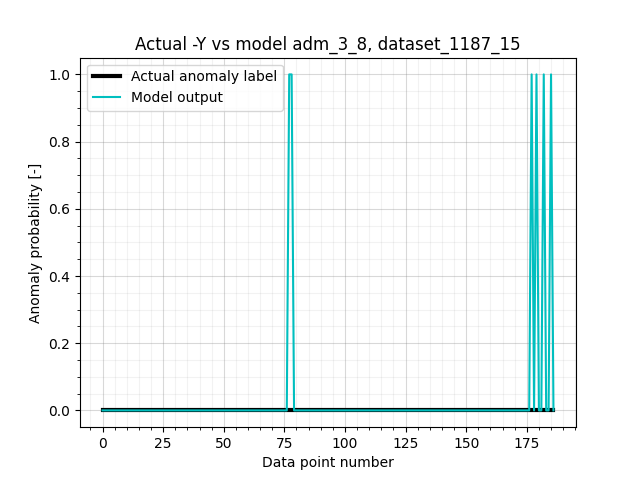 Actual -Y vs model adm_3_8, dataset_1187_15
Actual anomaly label
Model output
1.0
0.8
0.6
0.4
0.2
0.0
Anomaly probability [-]
0 25 50 75 100 125 150 175
Data point number